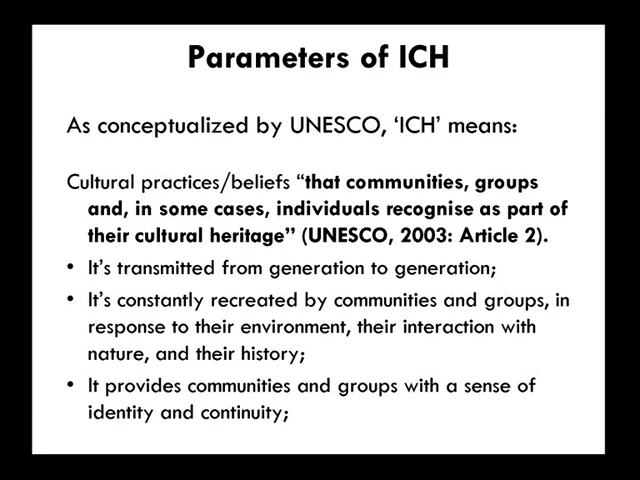 Parameters of ICH
As conceptualized by UNESCO, ‘ICH’ means:
Cultural practices/beliefs “that communities, groups
and, in some cases, individuals recognise as part of
their cultural heritage” (UNESCO, 2003: Article 2).
• It’s transmitted from generation to generation;
• It’s constantly recreated by communities and groups, in
response to their environment, their interaction with
nature, and their history;
• It provides communities and groups with a sense of
identity and continuity;